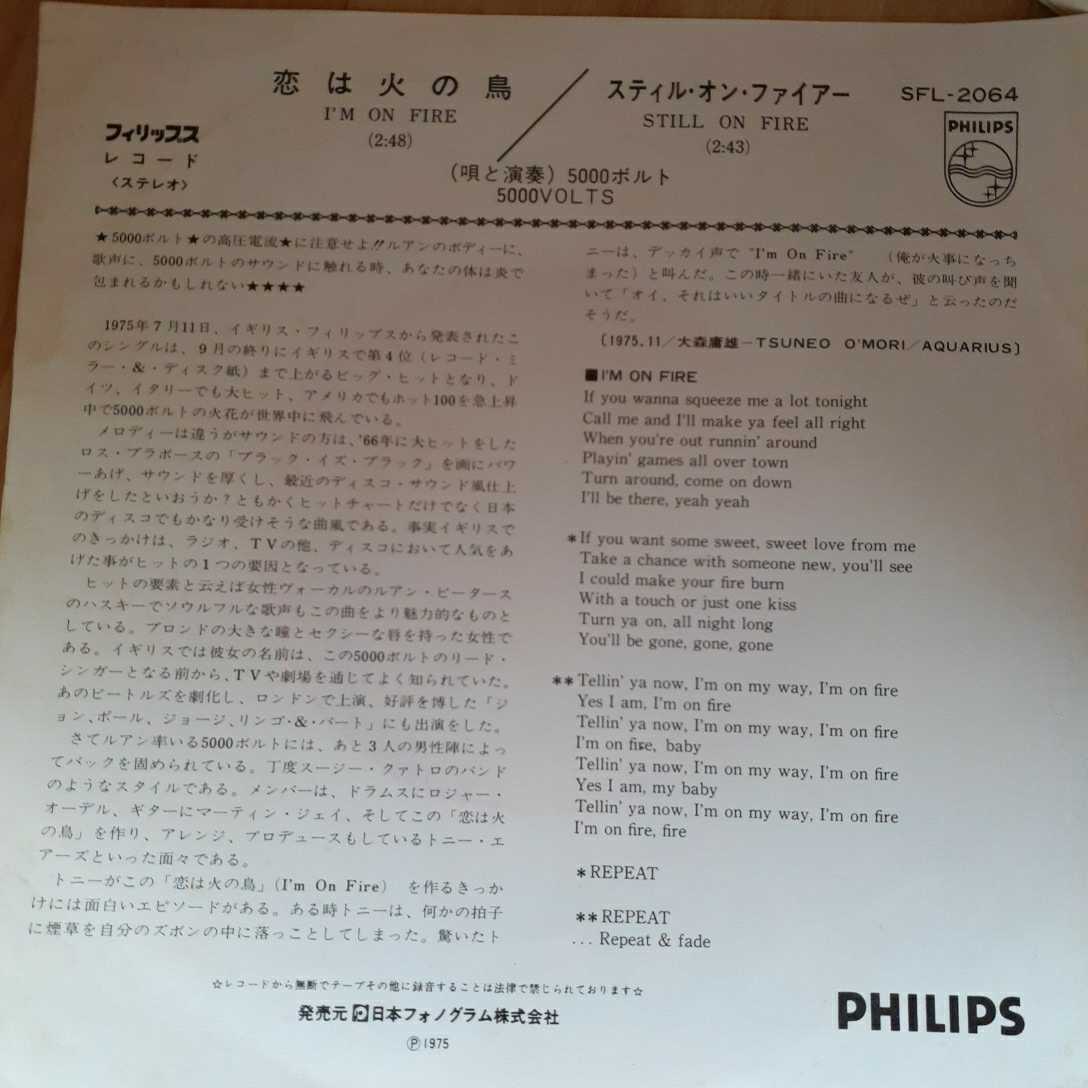 恋は火の鳥
I'M ON FIRE
(2:48)
スティル・オン・ファイアー
STILL ON FIRE
(2:43)
SFL-2064
PHILIPS
フィリップス
レコード
〈ステレオ〉
(唄と演奏) 5000ボルト
5000VOLTS
★5000ボルト★の高圧電流★に注意せよ!!ルアンのボディーに、
歌声に、5000ボルトのサウンドに触れる時、あなたの体は炎で
包まれるかもしれない★★★★
1975年7月11日、イギリス・フィリップスから発表されたこ
のシングルは、9月の終りにイギリスで第4位(レコード・ミ
ラー・&・ディスク紙)まで上がるビッグ・ヒットとなり、ド
イツ、イタリーでも大ヒット、アメリカでもホット100を急上昇
中で5000ボルトの火花が世界中に飛んでいる。
メロディーは違うがサウンドの方は、'66年に大ヒットをした
ロス・ブラボースの「ブラック・イズ・ブラック」を画にパワ
ーあげ、サウンドを厚くし、最近のディスコ・サウンド風仕上
げをしたといおうか?ともかくヒットチャートだけでなく日本
のディスコでもかなり受けそうな曲風である。事実イギリスで
のきっかけは、ラジオ、TVの他、ディスコにおいて人気をあ
げた事がヒットの1つの要因となっている。
ヒットの要素と云えば女性ヴォーカルのルアン・ピータース
のハスキーでソウルフルな歌声もこの曲をより魅力的なものと
している。ブロンドの大きな瞳とセクシーな唇を持った女性で
ある。イギリスでは彼女の名前は、この5000ボルトのリード・
シンガーとなる前から、TVや劇場を通じてよく知られていた。
あのビートルズを劇化し、ロンドンで上演、好評を博した「ジ
ョン、ポール、ジョージ、リンゴ・&・バート」にも出演をした。
さてルアン率いる5000ボルトには、あと3人の男性陣によっ
てバックを固められている。丁度スージー・クァトロのバンド
のようなスタイルである。メンバーは、ドラムスにロジャー・
オーデル、ギターにマーティン・ジェイ、そしてこの「恋は火
の鳥」を作り、アレンジ、プロデュースもしているトニー・エ
アーズといった面々である。
トニーがこの「恋は火の鳥」(I'm On Fire) を作るきっか
けには面白いエピソードがある。ある時トニーは、何かの拍子
に煙草を自分のズボンの中に落っことしてしまった。驚いたト
ニーは、デッカイ声で "I'm On Fire" (俺が火事になっち
まった)と叫んだ。この時一緒にいた友人が、彼の叫び声を聞
いて「オイ、それはいいタイトルの曲になるぜ」と云ったのだ
そうだ。
〔1975.11/大森庸雄-TSUNEO O'MORI/AQUARIUS〕
■I'M ON FIRE
If you wanna squeeze me a lot tonight
Call me and I'll make ya feel all right
When you're out runnin' around
Playin' games all over town
Turn around, come on down
I'll be there, yeah yeah
*If you want some sweet, sweet love from me
Take a chance with someone new, you'll see
I could make your fire burn
With a touch or just one kiss
Turn ya on, all night long
You'll be gone, gone, gone
**Tellin' ya now, I'm on my way, I'm on fire
Yes I am, I'm on fire
Tellin' ya now, I'm on my way, I'm on fire
I'm on fire, baby
Tellin' ya now, I'm on my way, I'm on fire
Yes I am, my baby
Tellin' ya now, I'm on my way, I'm on fire
I'm on fire, fire
*REPEAT
**REPEAT
... Repeat & fade
☆レコードから無断でテープその他に録音することは法律で禁じられております☆
発売元 日本フォノグラム株式会社
Ⓟ1975
PHILIPS